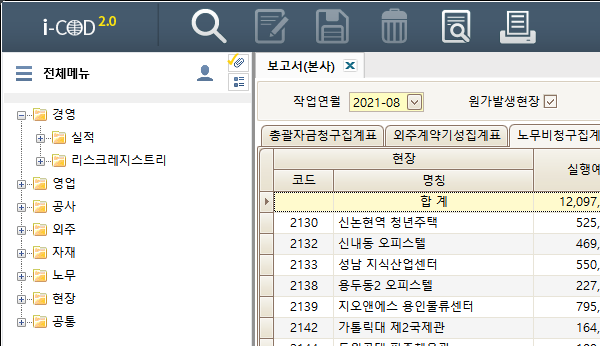 i-COD 2.0
전체메뉴
경영
실적
리스크레지스트리
영업
공사
외주
자재
노무
현장
공통
보고서(본사)
작업연월 2021-08 원가발생현장
총괄자금청구집계표 외주계약기성집계표 노무비청구집계
현장
코드 명칭 실행예
합 계 12,097,
2130 신논현역 청년주택 525,
2132 신내동 오피스텔 469,
2133 성남 지식산업센터 550,
2138 용두동2 오피스텔 227,
2139 지오앤에스 용인물류센터 795,
2142 가톨릭대 제2국제관 164,